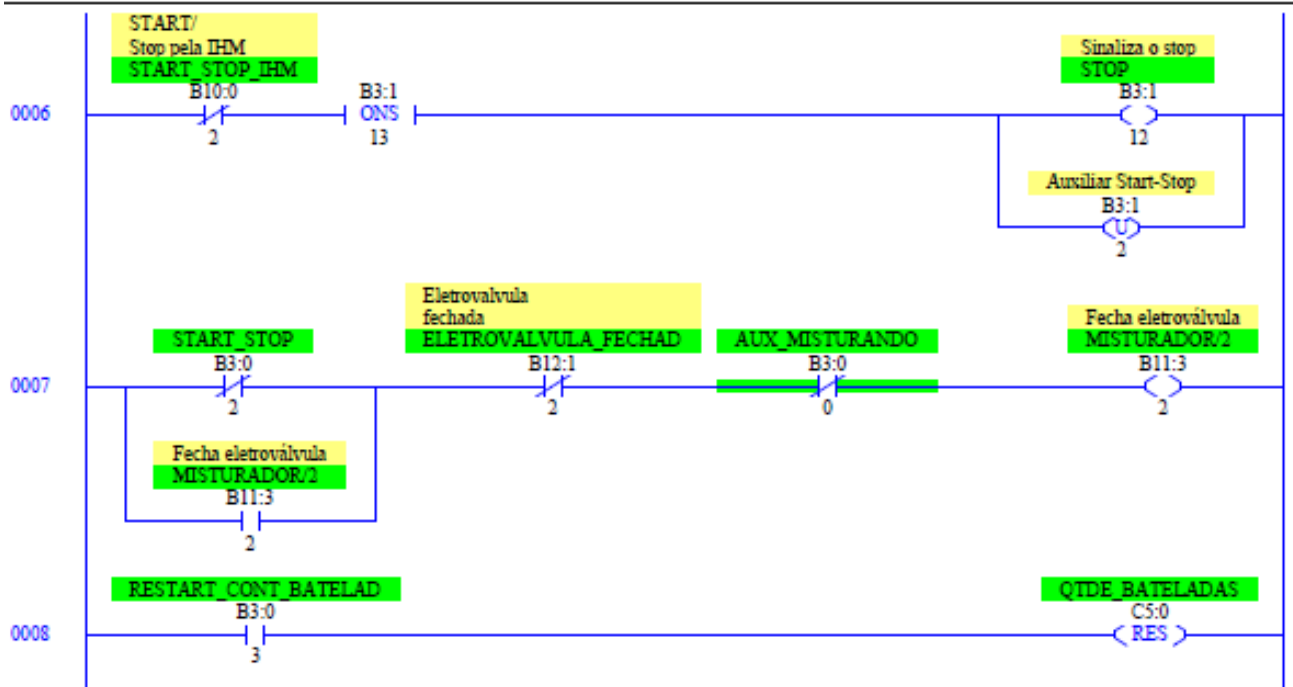 START/
Stop pela IHM
START_STOP_IHM
B10:0
2
B3:1
ONS
13
Sinaliza o stop
STOP
B3:1
12
0006
Auxiliar Start-Stop
B3:1
U
2
START_STOP
B3:0
2
Eletrovalvula
fechada
ELETROVALVULA_FECHAD
B12:1
2
AUX_MISTURANDO
B3:0
0
Fecha eletroválvula
MISTURADOR/2
B11:3
2
0007
Fecha eletroválvula
MISTURADOR/2
B11:3
2
RESTART_CONT_BATELAD
B3:0
3
QTDE_BATELADAS
C5:0
RES
0008